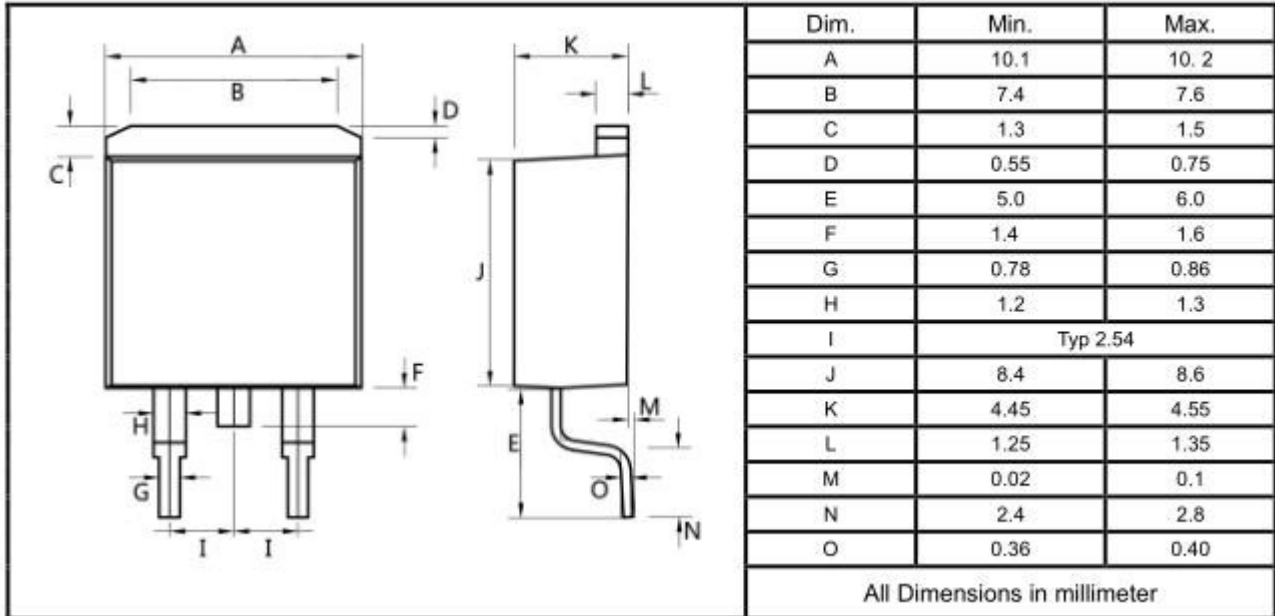 A
B
C
D
K
L
J
F
H
G
E
M
O
N
I I
Dim. Min. Max.
A 10.1 10. 2
B 7.4 7.6
C 1.3 1.5
D 0.55 0.75
E 5.0 6.0
F 1.4 1.6
G 0.78 0.86
H 1.2 1.3
I Typ 2.54
J 8.4 8.6
K 4.45 4.55
L 1.25 1.35
M 0.02 0.1
N 2.4 2.8
O 0.36 0.40
All Dimensions in millimeter